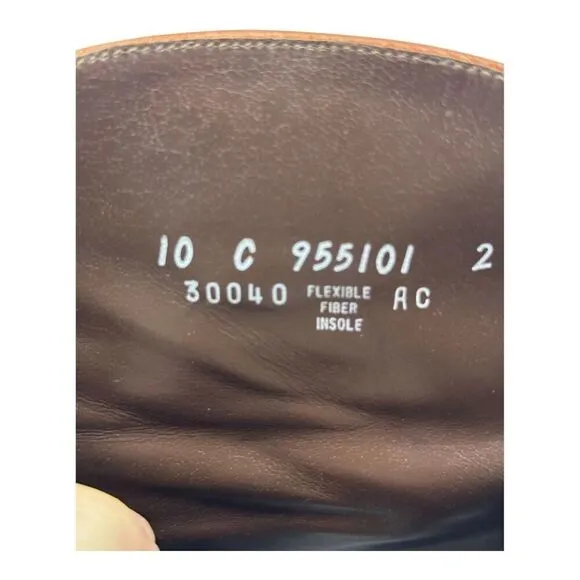 10 C 955101 2
30040 FLEXIBLE FIBER INSOLE AC